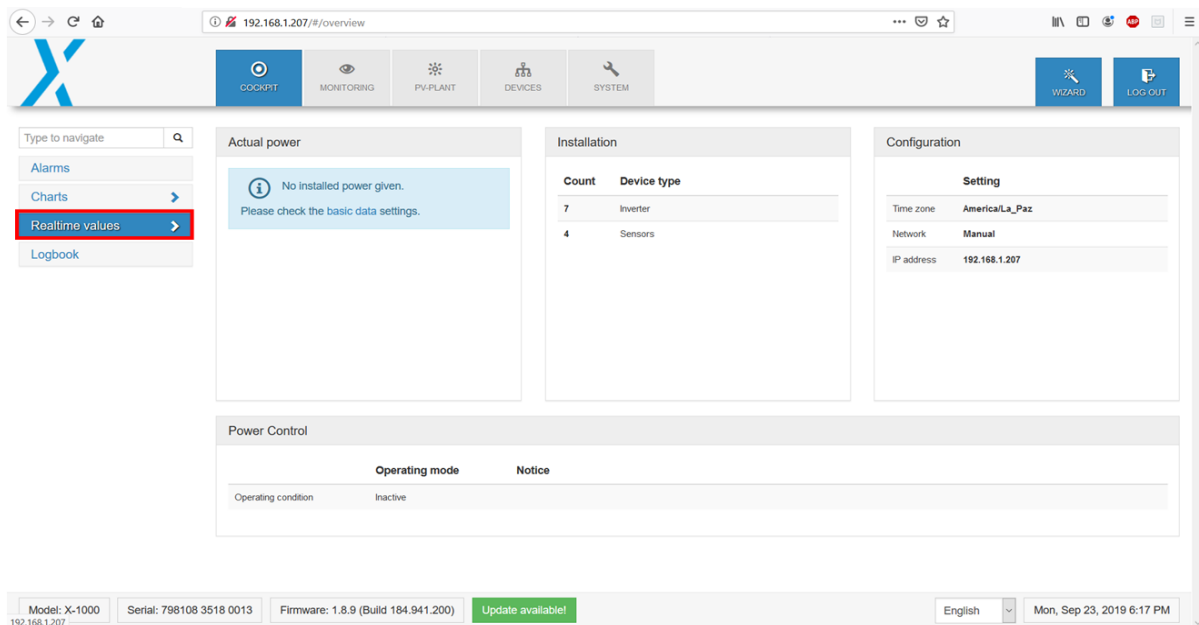 192.168.1.207/#/overview
ABP
COCKPIT
MONITORING
PV-PLANT
DEVICES
SYSTEM
WIZARD
LOG OUT
Type to navigate
Alarms
Charts
Realtime values
Logbook
Actual power
No installed power given.
Please check the basic data settings.
Installation
Count Device type
7 Inverter
4 Sensors
Configuration
Setting
Time zone America/La_Paz
Network Manual
IP address 192.168.1.207
Power Control
Operating mode Notice
Operating condition Inactive
Model: X-1000
Serial: 798108 3518 0013
Firmware: 1.8.9 (Build 184.941.200)
Update available!
English
Mon, Sep 23, 2019 6:17 PM
192.168.1.207